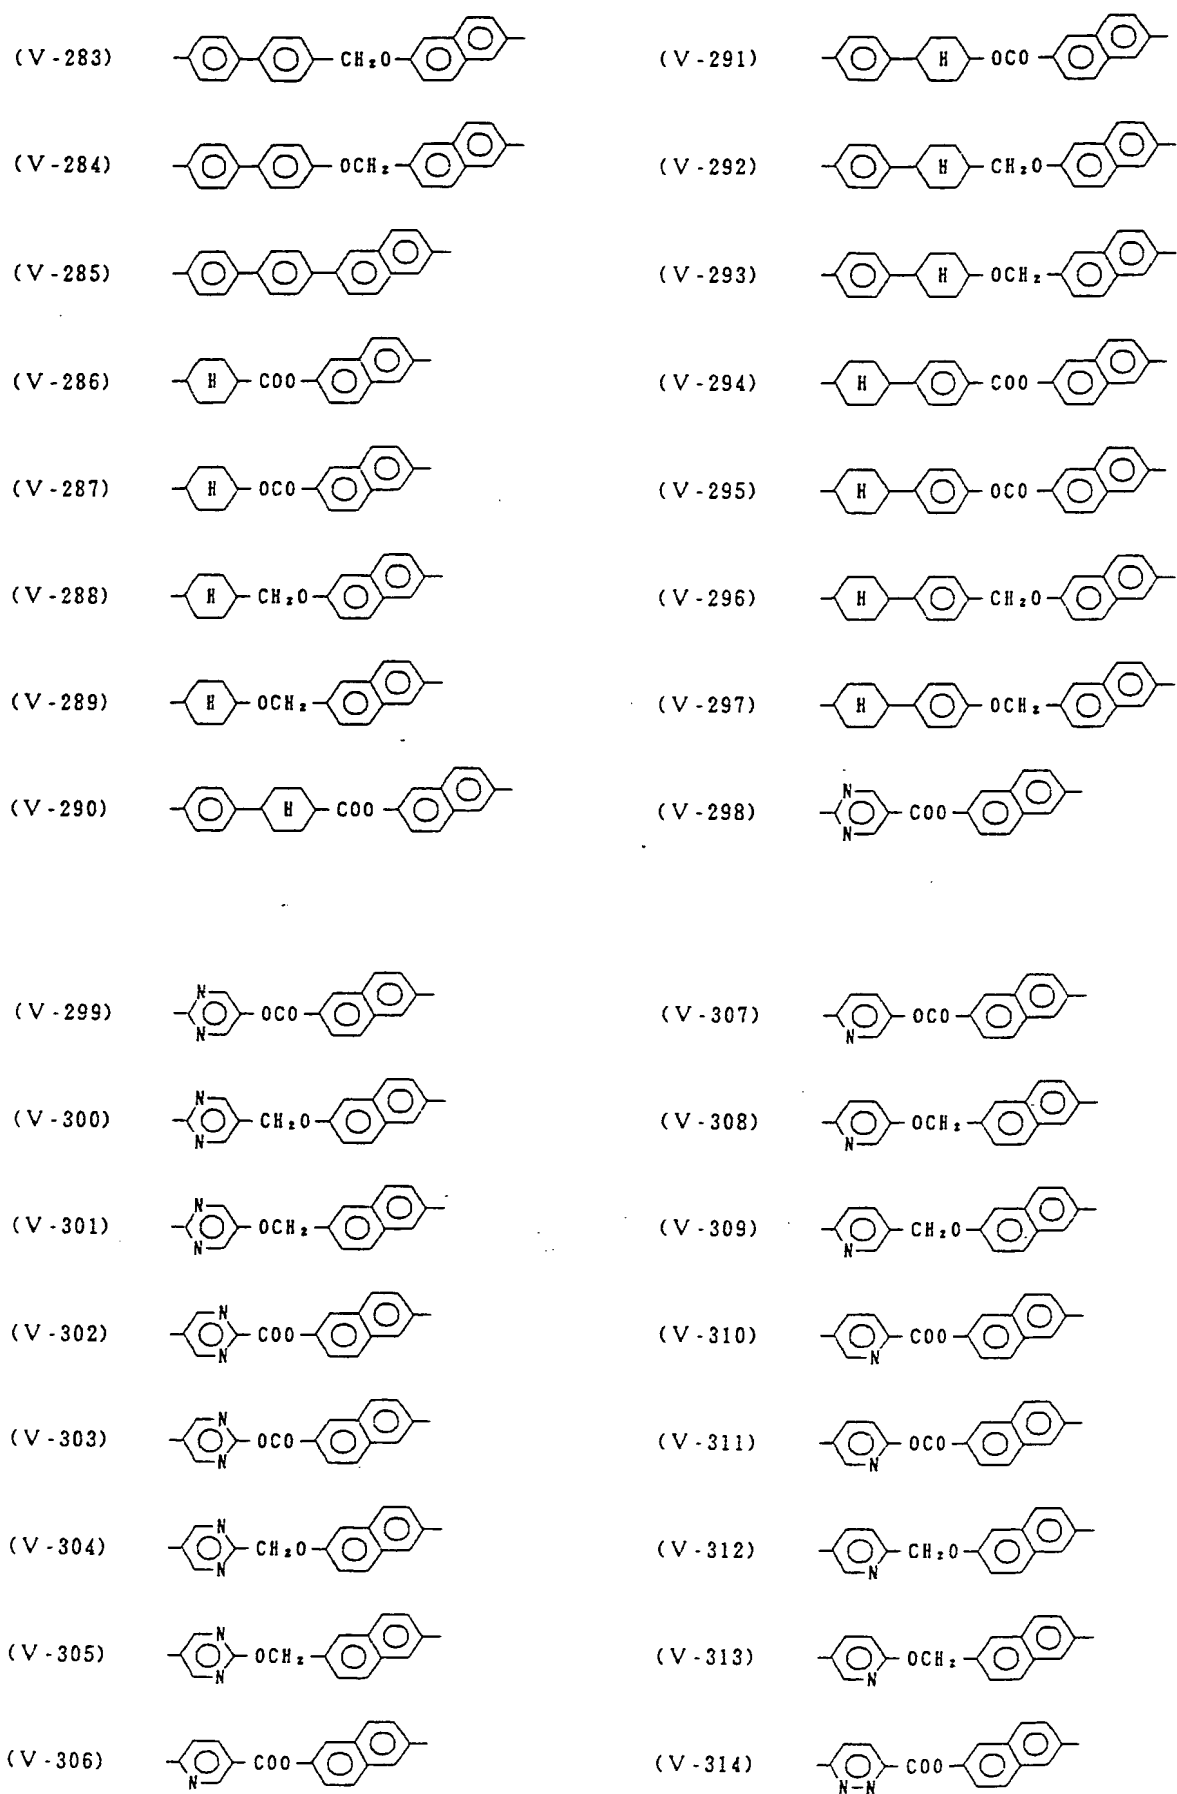 (V-283) CH2O
(V-284) OCH2
(V-285)
(V-286) H COO
(V-287) H OCO
(V-288) H CH2O
(V-289) H OCH2
(V-290) H COO
(V-291) H OCO
(V-292) H CH2O
(V-293) H OCH2
(V-294) H COO
(V-295) H OCO
(V-296) H CH2O
(V-297) H OCH2
(V-298) N N COO
(V-299) N N OCO
(V-300) N N CH2O
(V-301) N N OCH2
(V-302) N N COO
(V-303) N N OCO
(V-304) N N CH2O
(V-305) N N OCH2
(V-306) N COO
(V-307) N OCO
(V-308) N OCH2
(V-309) N CH2O
(V-310) N COO
(V-311) N OCO
(V-312) N CH2O
(V-313) N OCH2
(V-314) N-N COO